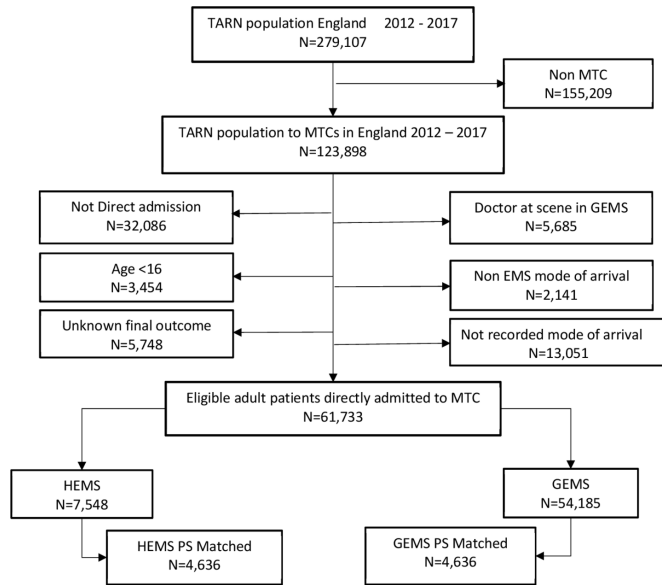 TARN population England 2012 - 2017
N=279,107
Non MTC
N=155,209
TARN population to MTCs in England 2012 – 2017
N=123,898
Not Direct admission
N=32,086
Doctor at scene in GEMS
N=5,685
Age <16
N=3,454
Non EMS mode of arrival
N=2,141
Unknown final outcome
N=5,748
Not recorded mode of arrival
N=13,051
Eligible adult patients directly admitted to MTC
N=61,733
HEMS
N=7,548
GEMS
N=54,185
HEMS PS Matched
N=4,636
GEMS PS Matched
N=4,636